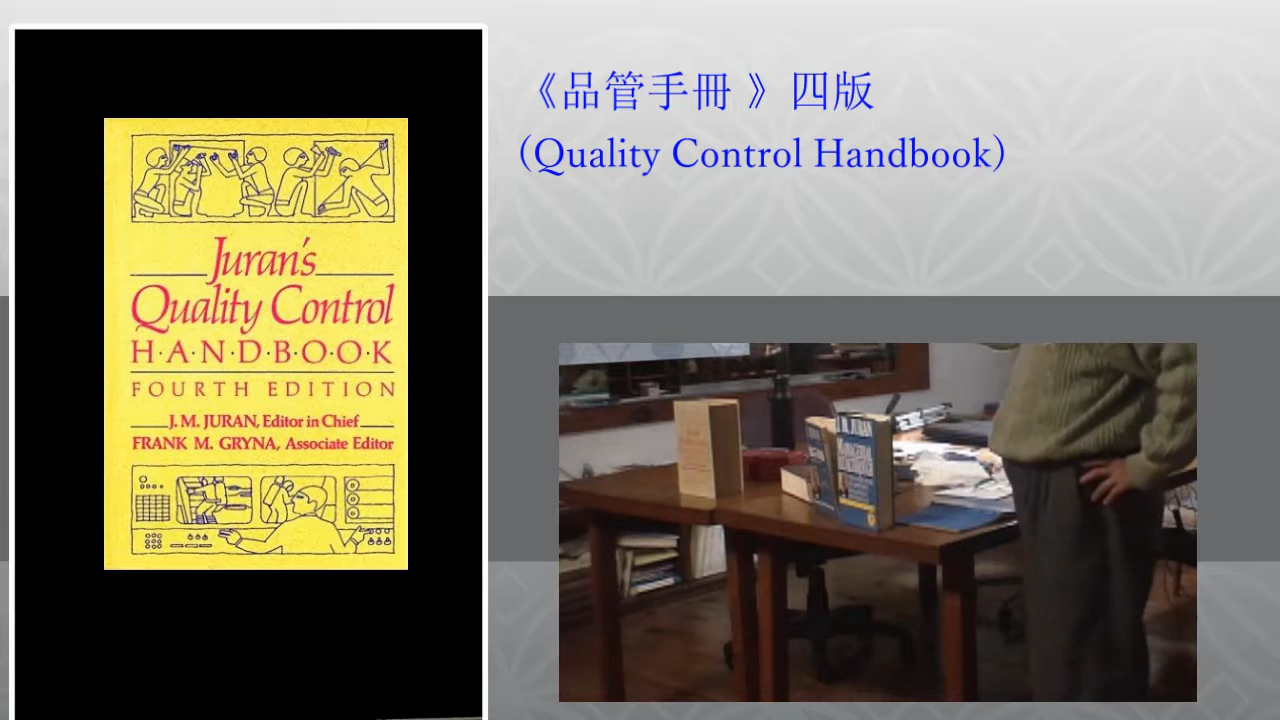 《品管手冊 》四版
(Quality Control Handbook)
Juran's
Quality Control
H·A·N·D·B·O·O·K
FOURTH EDITION
J. M. JURAN, Editor in Chief
FRANK M. GRYNA, Associate Editor
J. M. JURAN